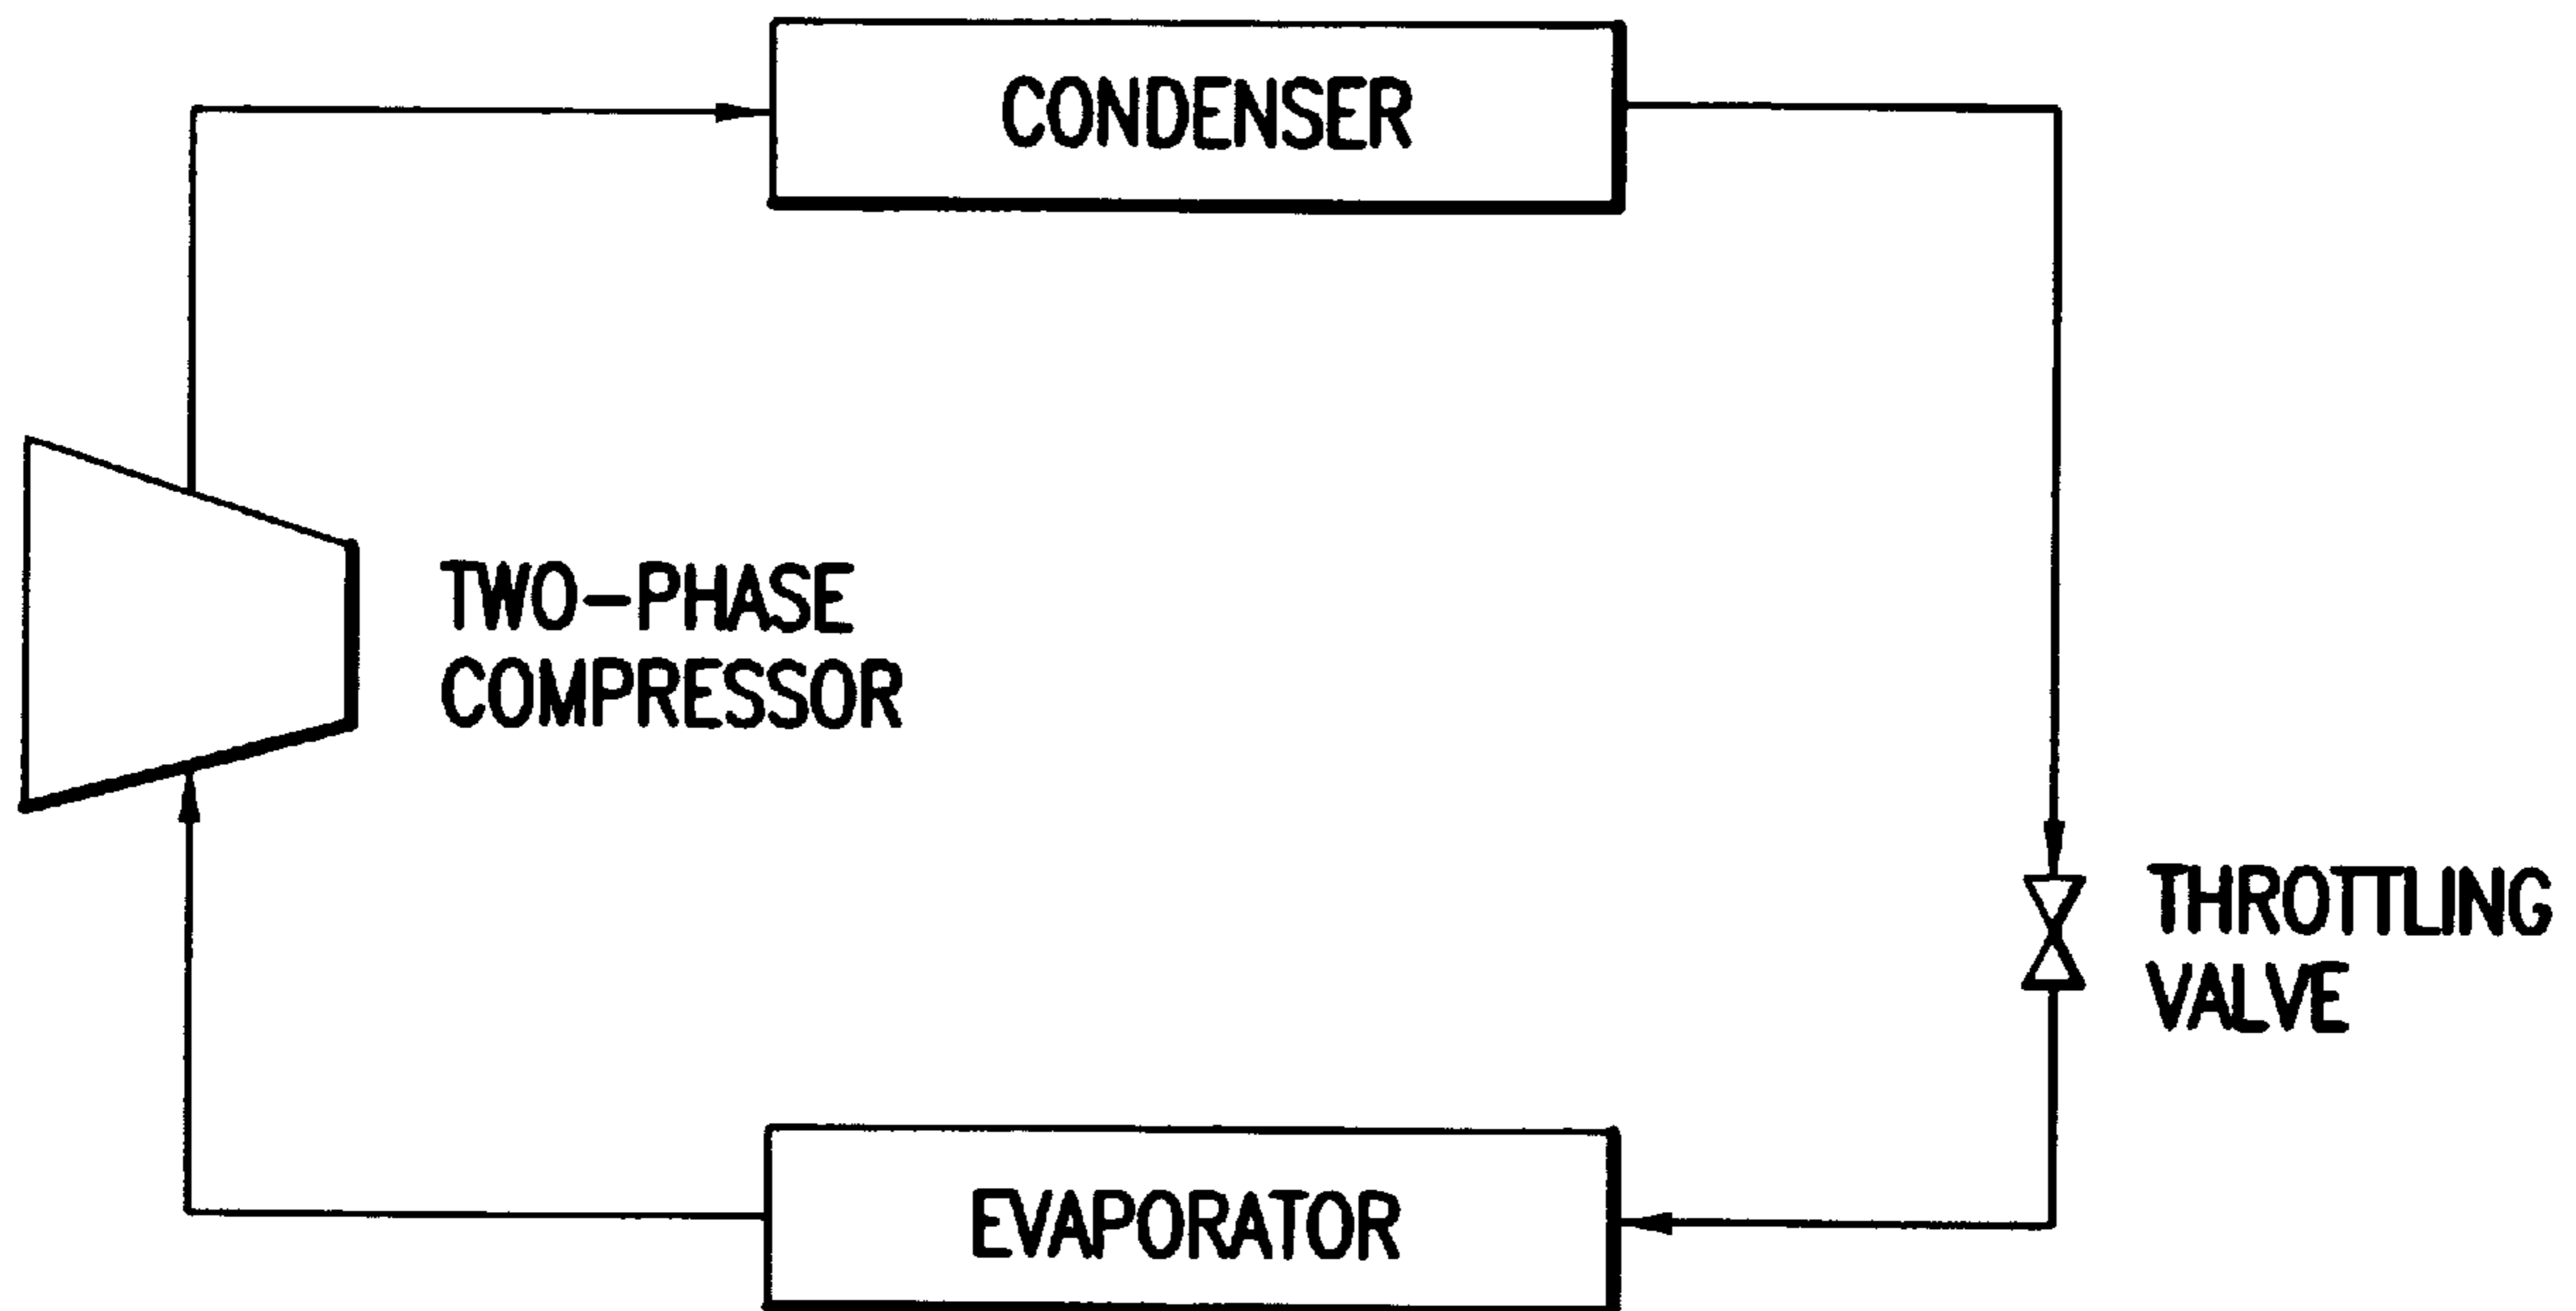 CONDENSER
TWO-PHASE
COMPRESSOR
THROTTLING
VALVE
EVAPORATOR